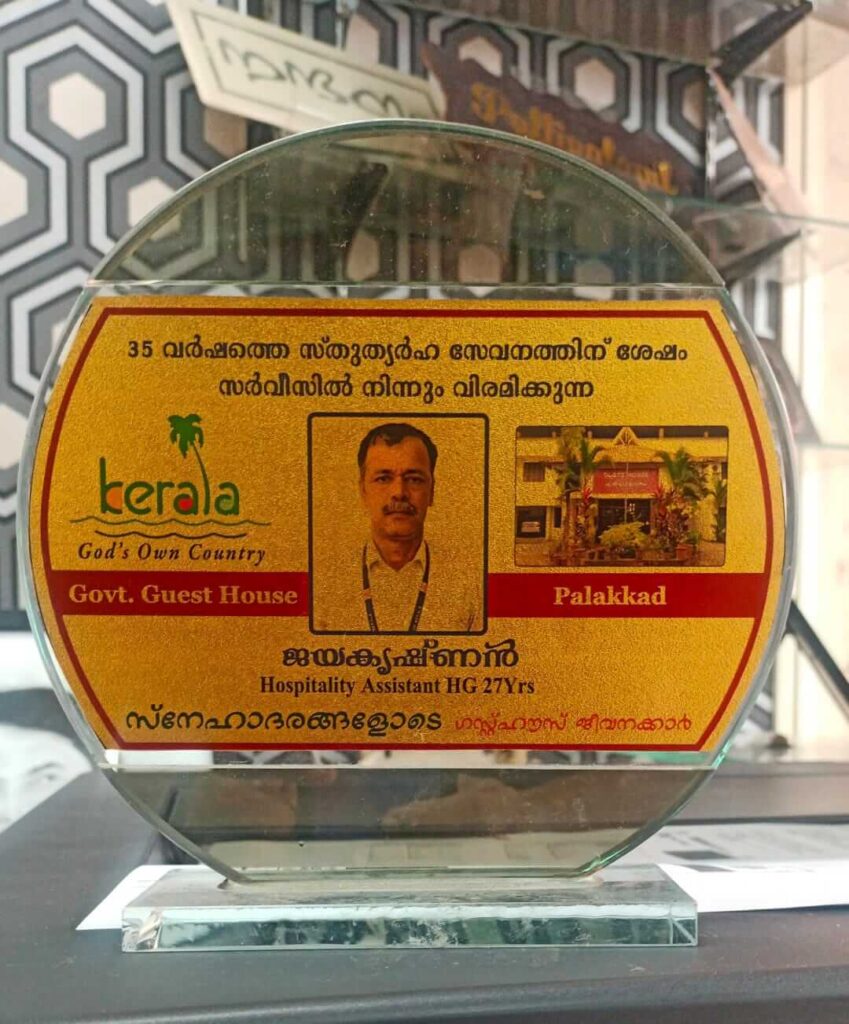 35 വർഷത്തെ സ്തുത്യർഹ സേവനത്തിന് ശേഷം
സർവീസിൽ നിന്നും വിരമിക്കുന്ന
kerala
God's Own Country
Govt. Guest House
Palakkad
ജയകൃഷ്ണൻ
Hospitality Assistant HG 27Yrs
സ്നേഹാദരങ്ങളോടെ ഗസ്റ്റ്ഹൗസ് ജീവനക്കാർ